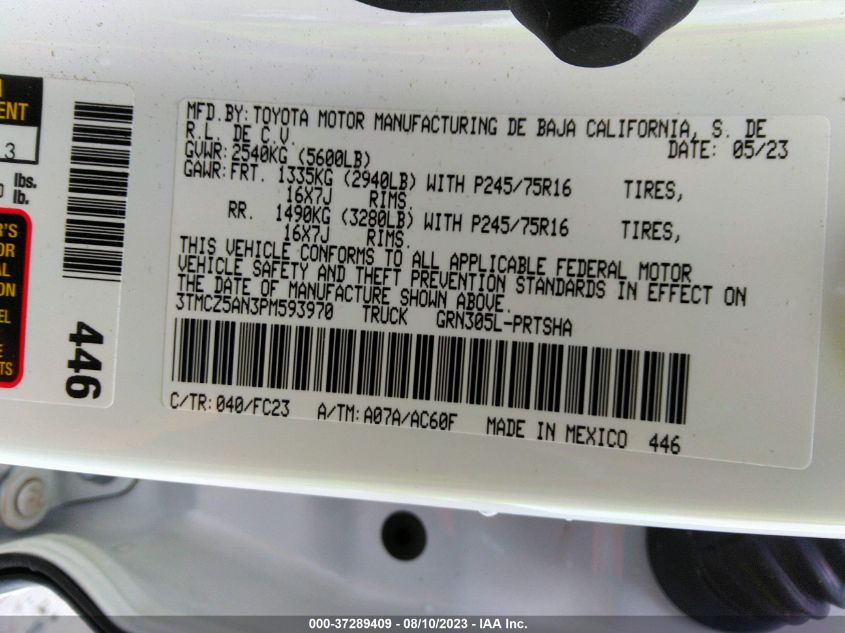 MFD.BY: TOYOTA MOTOR MANUFACTURING DE BAJA CALIFORNIA, S. DE
R.L. DE C.V. DATE: 05/23
GVWR: 2540KG (5600LB)
GAWR: FRT. 1335KG (2940LB) WITH P245/75R16 TIRES,
16X7J RIMS.
RR. 1490KG (3280LB) WITH P245/75R16 TIRES,
16X7J RIMS.
THIS VEHICLE CONFORMS TO ALL APPLICABLE FEDERAL MOTOR
VEHICLE SAFETY AND THEFT PREVENTION STANDARDS IN EFFECT ON
THE DATE OF MANUFACTURE SHOWN ABOVE.
3TMCZ5AN3PM593970 TRUCK GRN305L-PRTSHA
C/TR: 040/FC23 A/TM: A07A/AC60F MADE IN MEXICO 446
446
3
lbs.
lb.
000-37289409 - 08/10/2023 - IAA Inc.